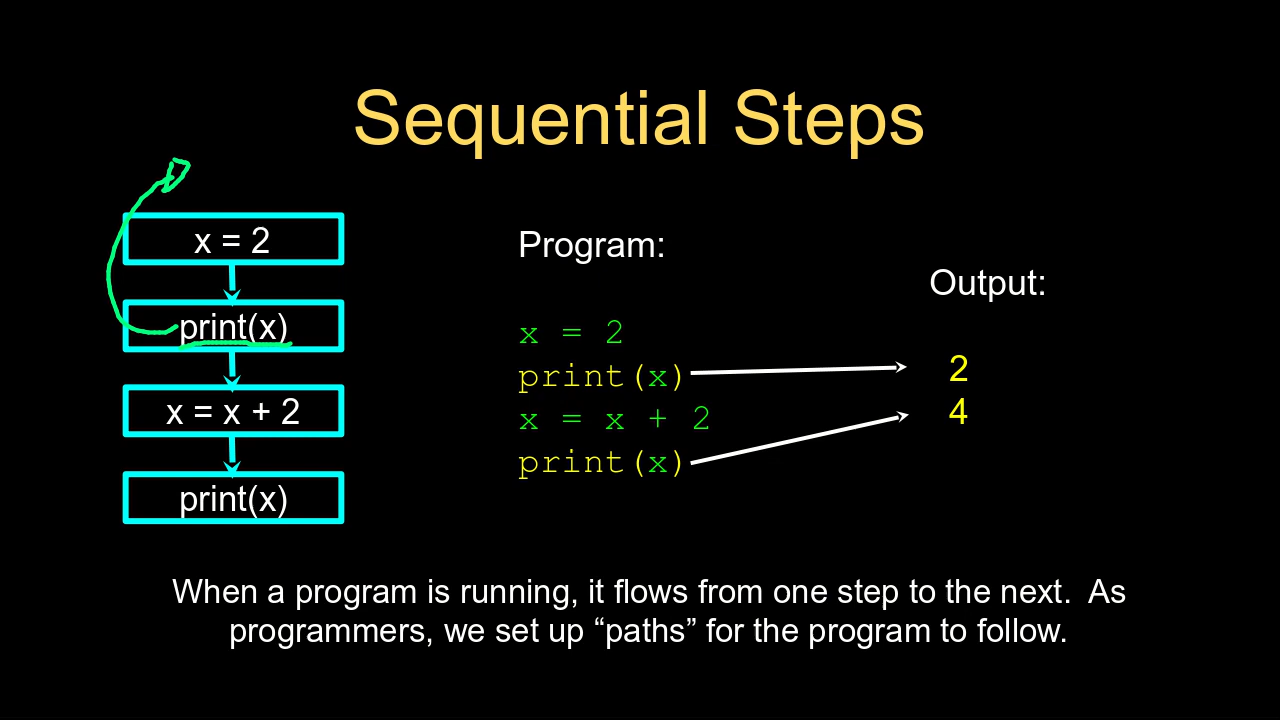 Sequential Steps
x = 2
print(x)
x = x + 2
print(x)
Program:
x = 2
print(x)
x = x + 2
print(x)
Output:
2
4
When a program is running, it flows from one step to the next.  As
programmers, we set up “paths” for the program to follow.